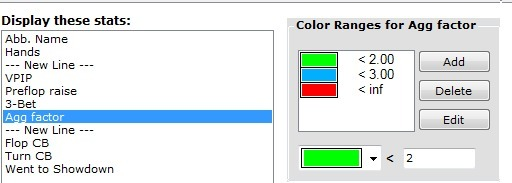 Display these stats:
Abb. Name
Hands
--- New Line ---
VPIP
Preflop raise
3-Bet
Agg factor
--- New Line ---
Flop CB
Turn CB
Went to Showdown
Color Ranges for Agg factor
< 2.00
< 3.00
< inf
Add
Delete
Edit
< 2